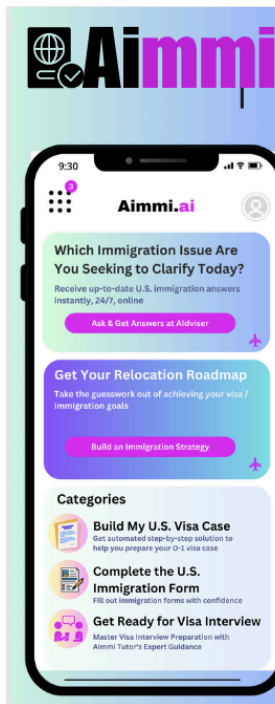 Aimmi
9:30
3
Aimmi.ai
Which Immigration Issue Are
You Seeking to Clarify Today?
Receive up-to-date U.S. immigration answers
instantly, 24/7, online
Ask & Get Answers at AIdviser
Get Your Relocation Roadmap
Take the guesswork out of achieving your visa /
immigration goals
Build an Immigration Strategy
Categories
Build My U.S. Visa Case
Get automated step-by-step solution to
help you prepare your O-1 visa case
Complete the U.S.
Immigration Form
Fill out immigration forms with confidence
Get Ready for Visa Interview
Master Visa Interview Preparation with
Aimmi Tutor's Expert Guidance